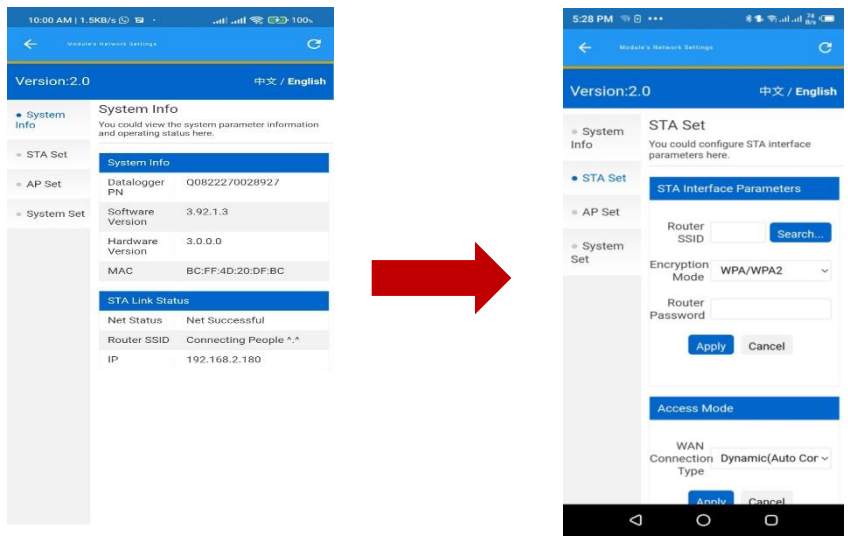 10:00 AM | 1.5KB/s
100%
Module's Network Settings
Version:2.0
中文 / English
System Info
STA Set
AP Set
System Set
System Info
You could view the system parameter information
and operating status here.
System Info
Datalogger PN Q0822270028927
Software Version 3.92.1.3
Hardware Version 3.0.0.0
MAC BC:FF:4D:20:DF:BC
STA Link Status
Net Status Net Successful
Router SSID Connecting People ^.^
IP 192.168.2.180
5:28 PM
74 B/s
Module's Network Settings
Version:2.0
中文 / English
System Info
STA Set
AP Set
System Set
STA Set
You could configure STA interface
parameters here.
STA Interface Parameters
Router SSID Search...
Encryption Mode WPA/WPA2
Router Password
Apply Cancel
Access Mode
WAN Connection Type Dynamic(Auto Cor
Apply Cancel